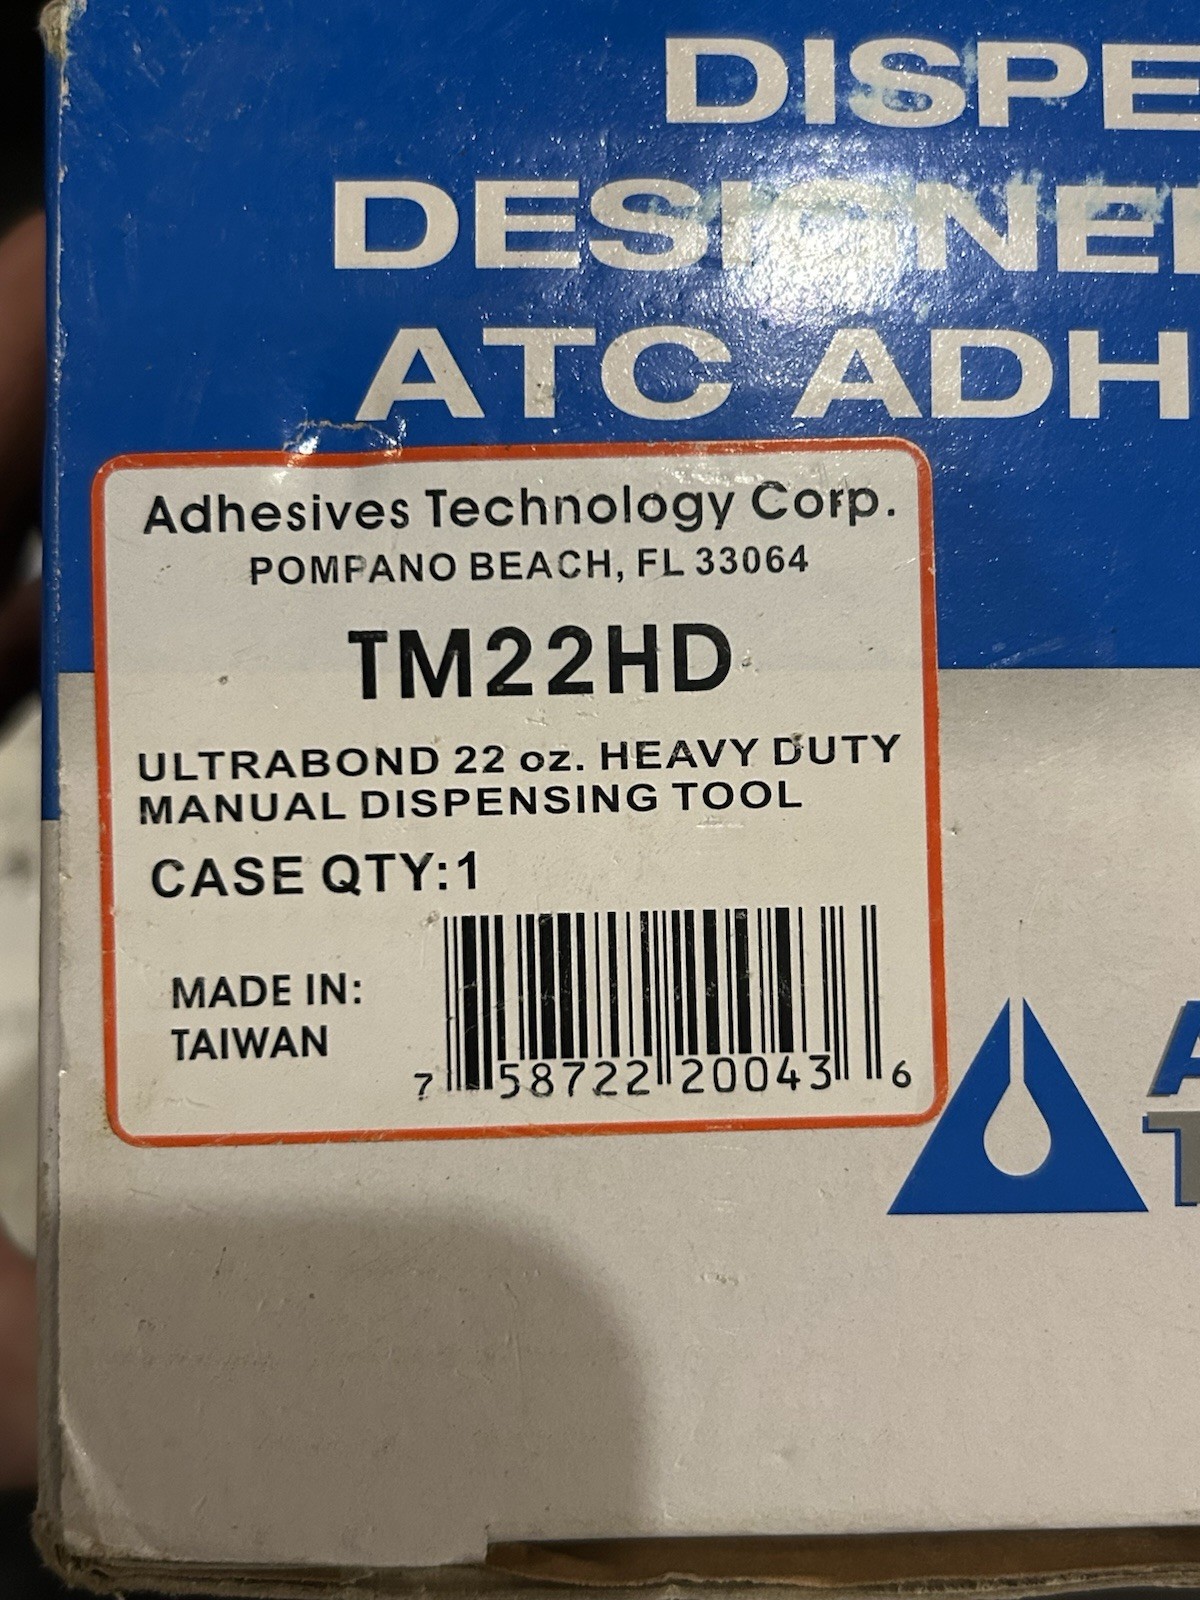 DISPE
DESIGNE
ATC ADH
Adhesives Technology Corp.
POMPANO BEACH, FL 33064
TM22HD
ULTRABOND 22 oz. HEAVY DUTY
MANUAL DISPENSING TOOL
CASE QTY:1
MADE IN:
TAIWAN
7 58722 20043 6
A
T